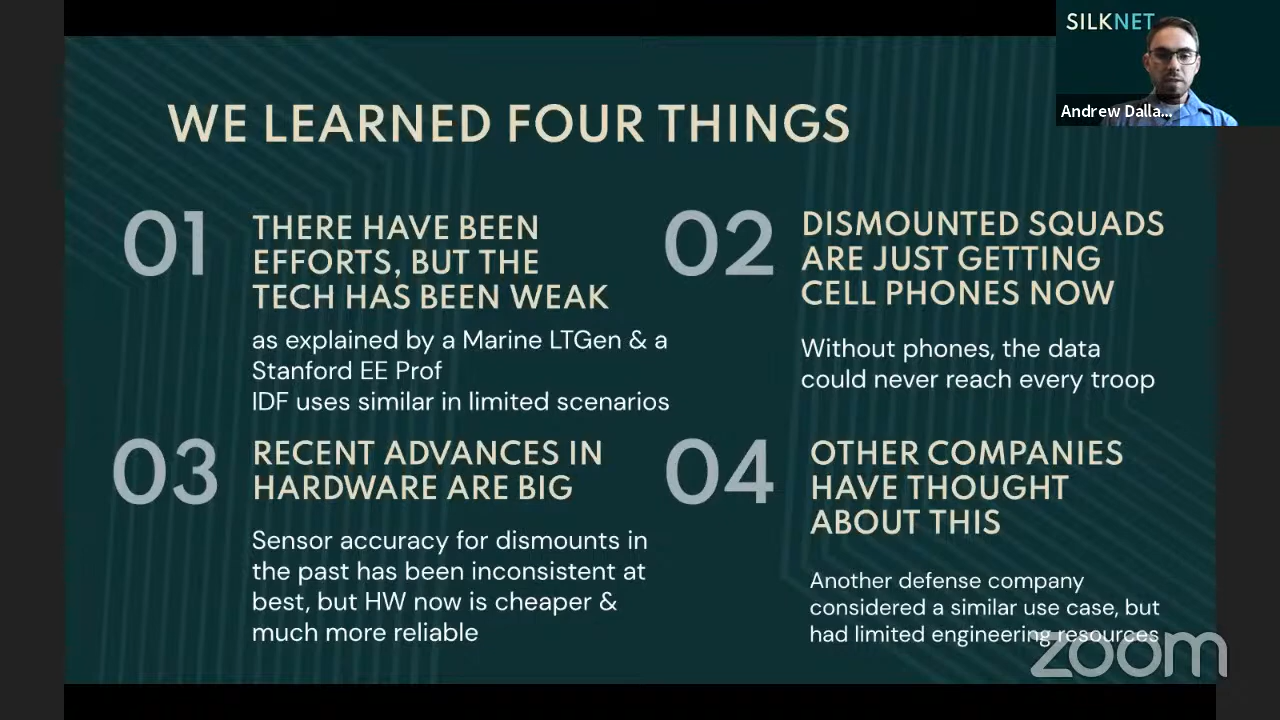 SILKNET
Andrew Dalla...
WE LEARNED FOUR THINGS
01
THERE HAVE BEEN
EFFORTS, BUT THE
TECH HAS BEEN WEAK
as explained by a Marine LTGen & a
Stanford EE Prof
IDF uses similar in limited scenarios
02
DISMOUNTED SQUADS
ARE JUST GETTING
CELL PHONES NOW
Without phones, the data
could never reach every troop
03
RECENT ADVANCES IN
HARDWARE ARE BIG
Sensor accuracy for dismounts in
the past has been inconsistent at
best, but HW now is cheaper &
much more reliable
04
OTHER COMPANIES
HAVE THOUGHT
ABOUT THIS
Another defense company
considered a similar use case, but
had limited engineering resources
zoom